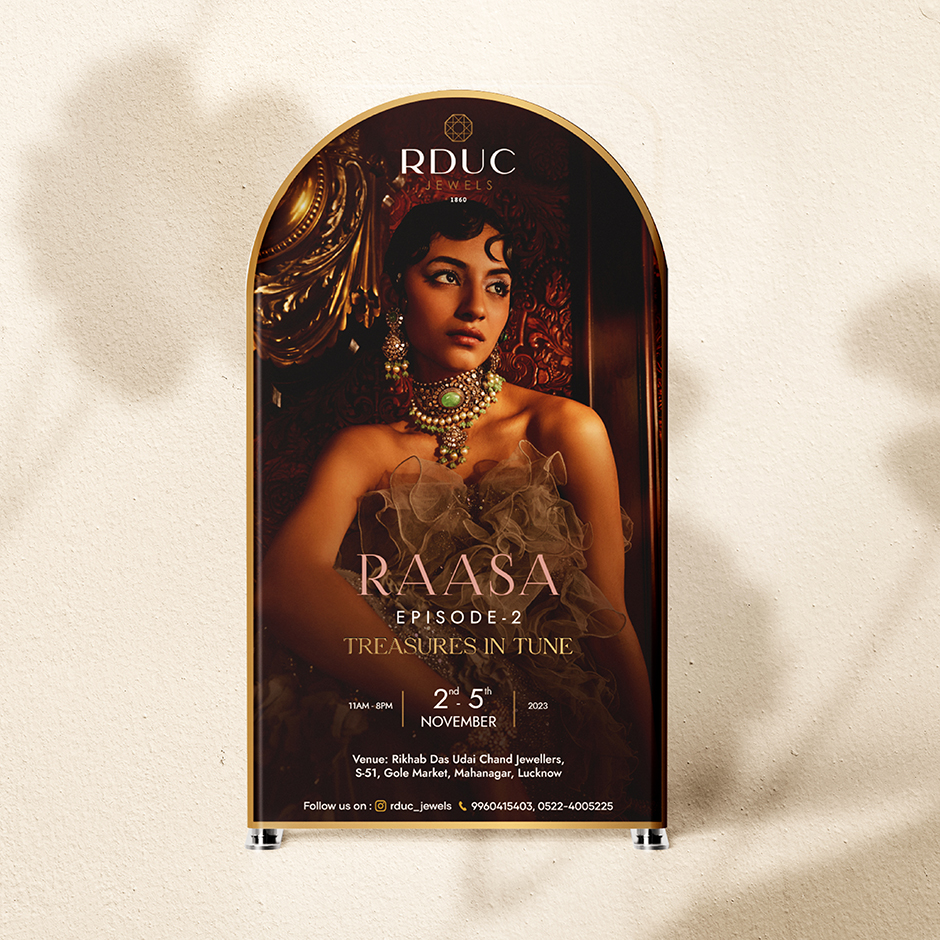 RDUC
JEWELS
1860
RAASA
EPISODE-2
TREASURES IN TUNE
11AM - 8PM
2nd - 5th
NOVEMBER
2023
Venue: Rikhab Das Udai Chand Jewellers,
S-51, Gole Market, Mahanagar, Lucknow
Follow us on : rduc_jewels 9960415403, 0522-4005225